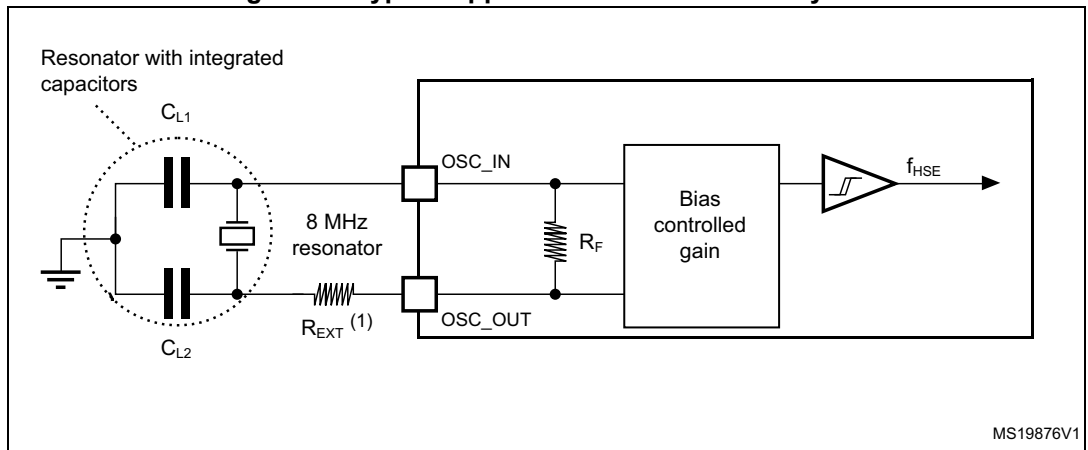 Resonator with integrated
capacitors
CL1
OSC_IN
fHSE
8 MHz
resonator
RF
Bias
controlled
gain
REXT (1)
OSC_OUT
CL2
MS19876V1